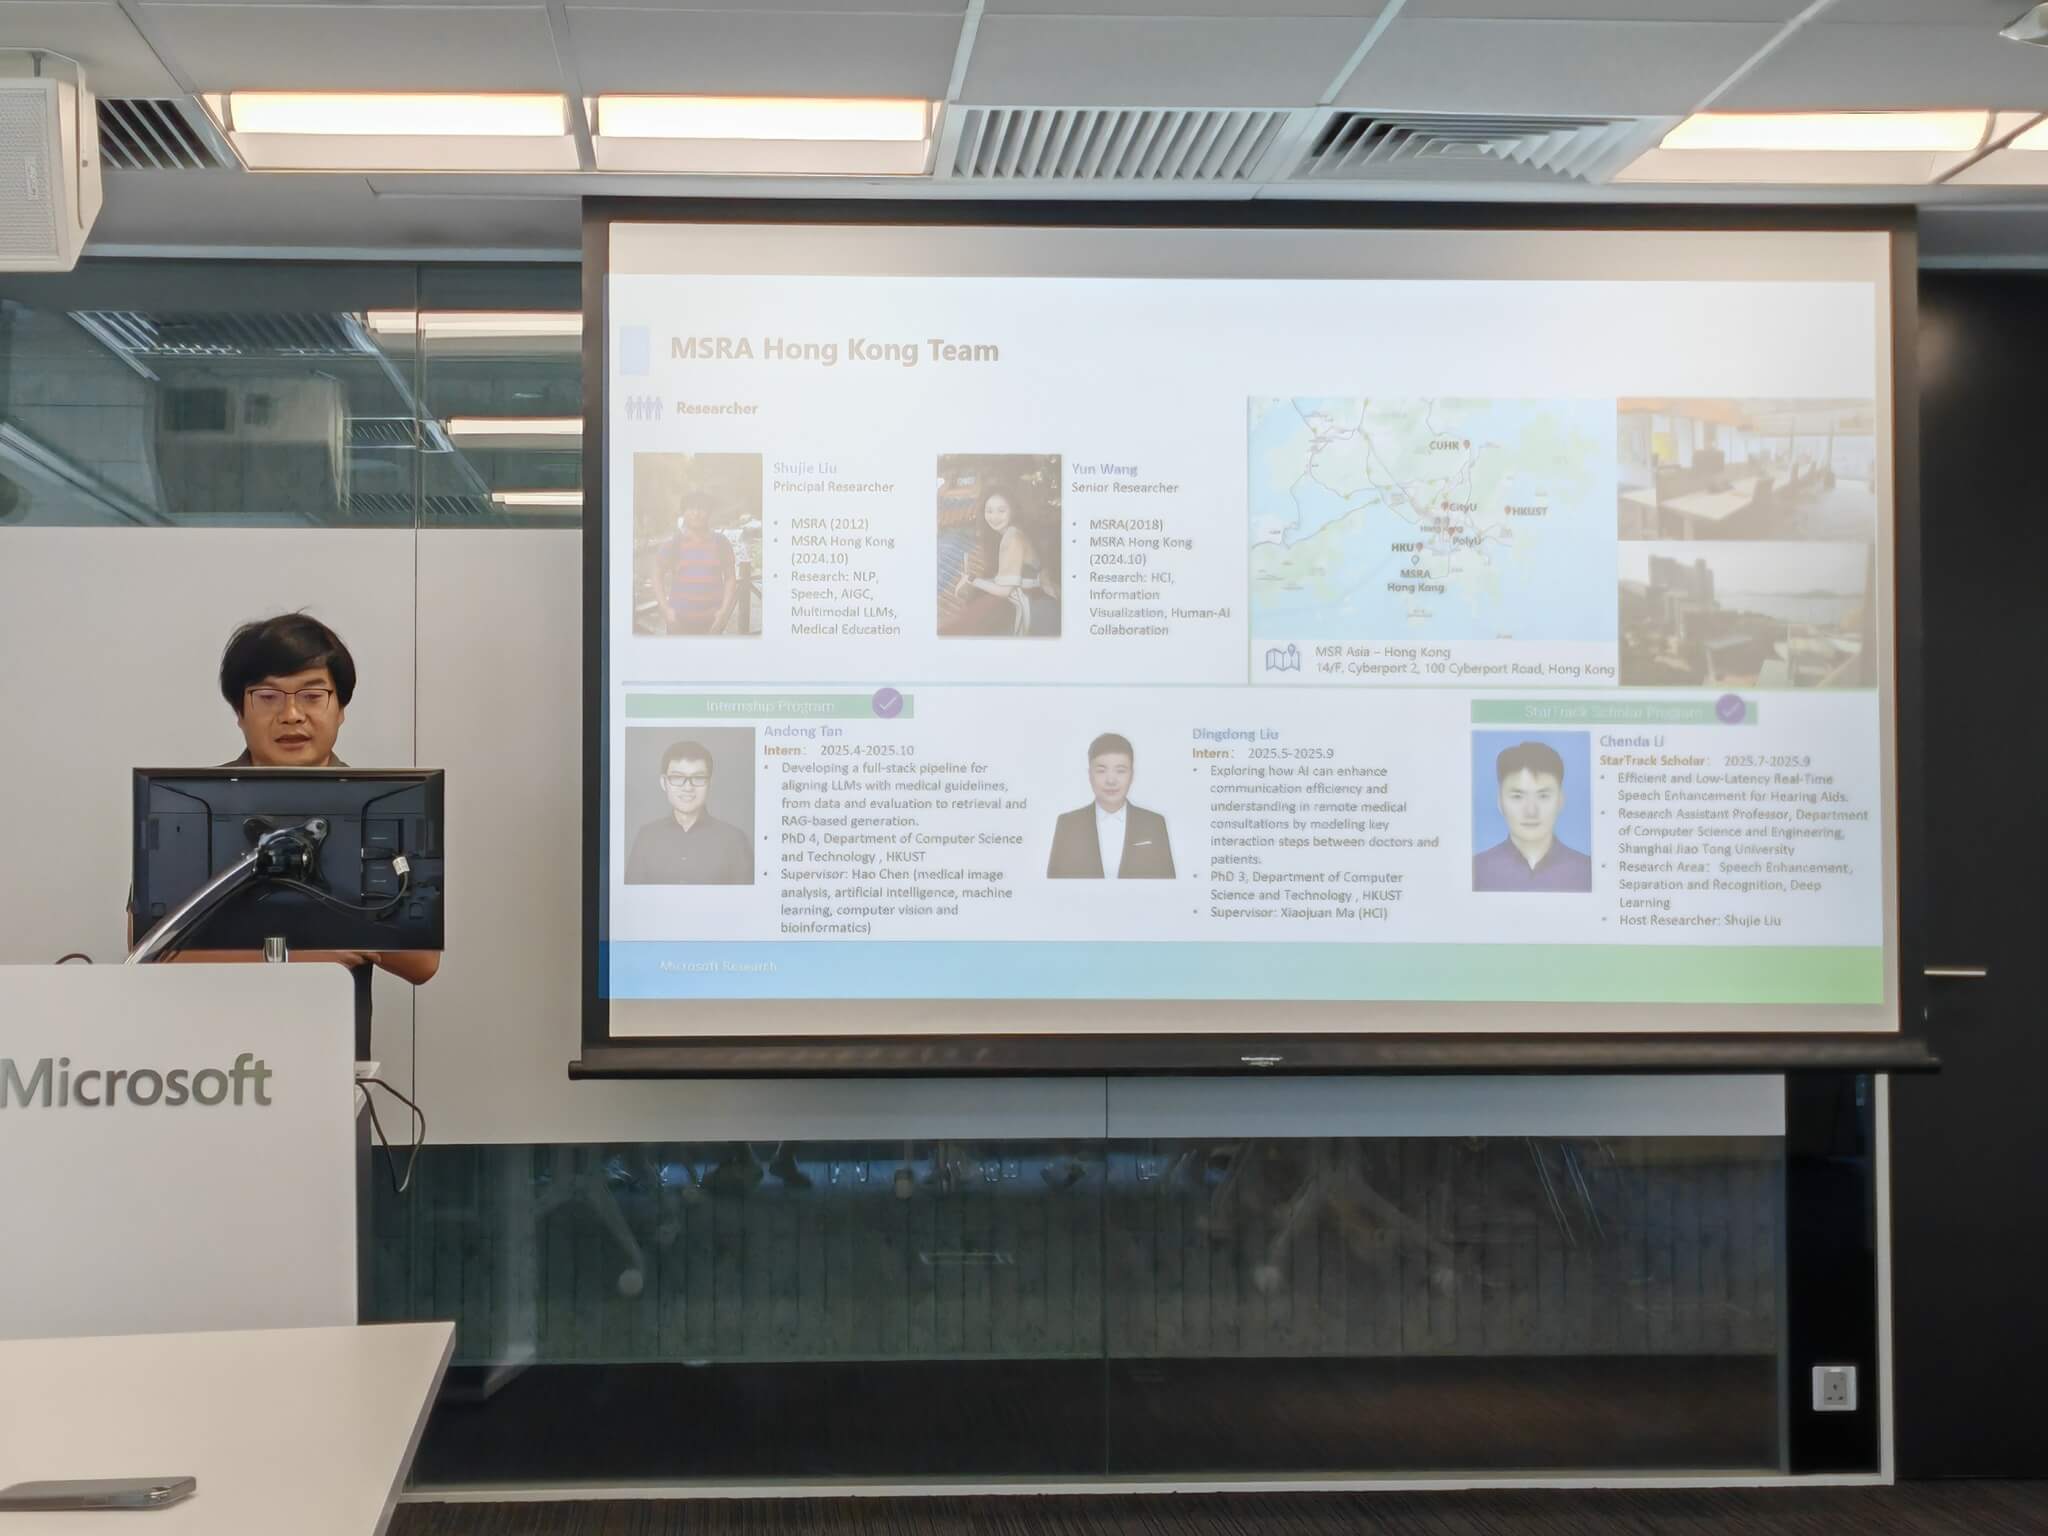 MSRA Hong Kong Team
Researcher
Shujie Liu
Principal Researcher
• MSRA (2012)
• MSRA Hong Kong
(2024.10)
• Research: NLP,
Speech, AIGC,
Multimodal LLMs,
Medical Education
Yun Wang
Senior Researcher
• MSRA(2018)
• MSRA Hong Kong
(2024.10)
• Research: HCI,
Information
Visualization, Human-AI
Collaboration
CUHK
CityU
HKUST
Hong Kong
PolyU
HKU
MSRA
Hong Kong
MSR Asia – Hong Kong
14/F, Cyberport 2, 100 Cyberport Road, Hong Kong
Internship Program
Andong Tan
Intern： 2025.4-2025.10
• Developing a full-stack pipeline for
aligning LLMs with medical guidelines,
from data and evaluation to retrieval and
RAG-based generation.
• PhD 4, Department of Computer Science
and Technology , HKUST
• Supervisor: Hao Chen (medical image
analysis, artificial intelligence, machine
learning, computer vision and
bioinformatics)
Dingdong Liu
Intern： 2025.5-2025.9
• Exploring how AI can enhance
communication efficiency and
understanding in remote medical
consultations by modeling key
interaction steps between doctors and
patients.
• PhD 3, Department of Computer
Science and Technology , HKUST
• Supervisor: Xiaojuan Ma (HCI)
StarTrack Scholar Program
Chenda Li
StarTrack Scholar： 2025.7-2025.9
• Efficient and Low-Latency Real-Time
Speech Enhancement for Hearing Aids.
• Research Assistant Professor, Department
of Computer Science and Engineering,
Shanghai Jiao Tong University
• Research Area： Speech Enhancement,
Separation and Recognition, Deep
Learning
• Host Researcher: Shujie Liu
Microsoft Research
Microsoft